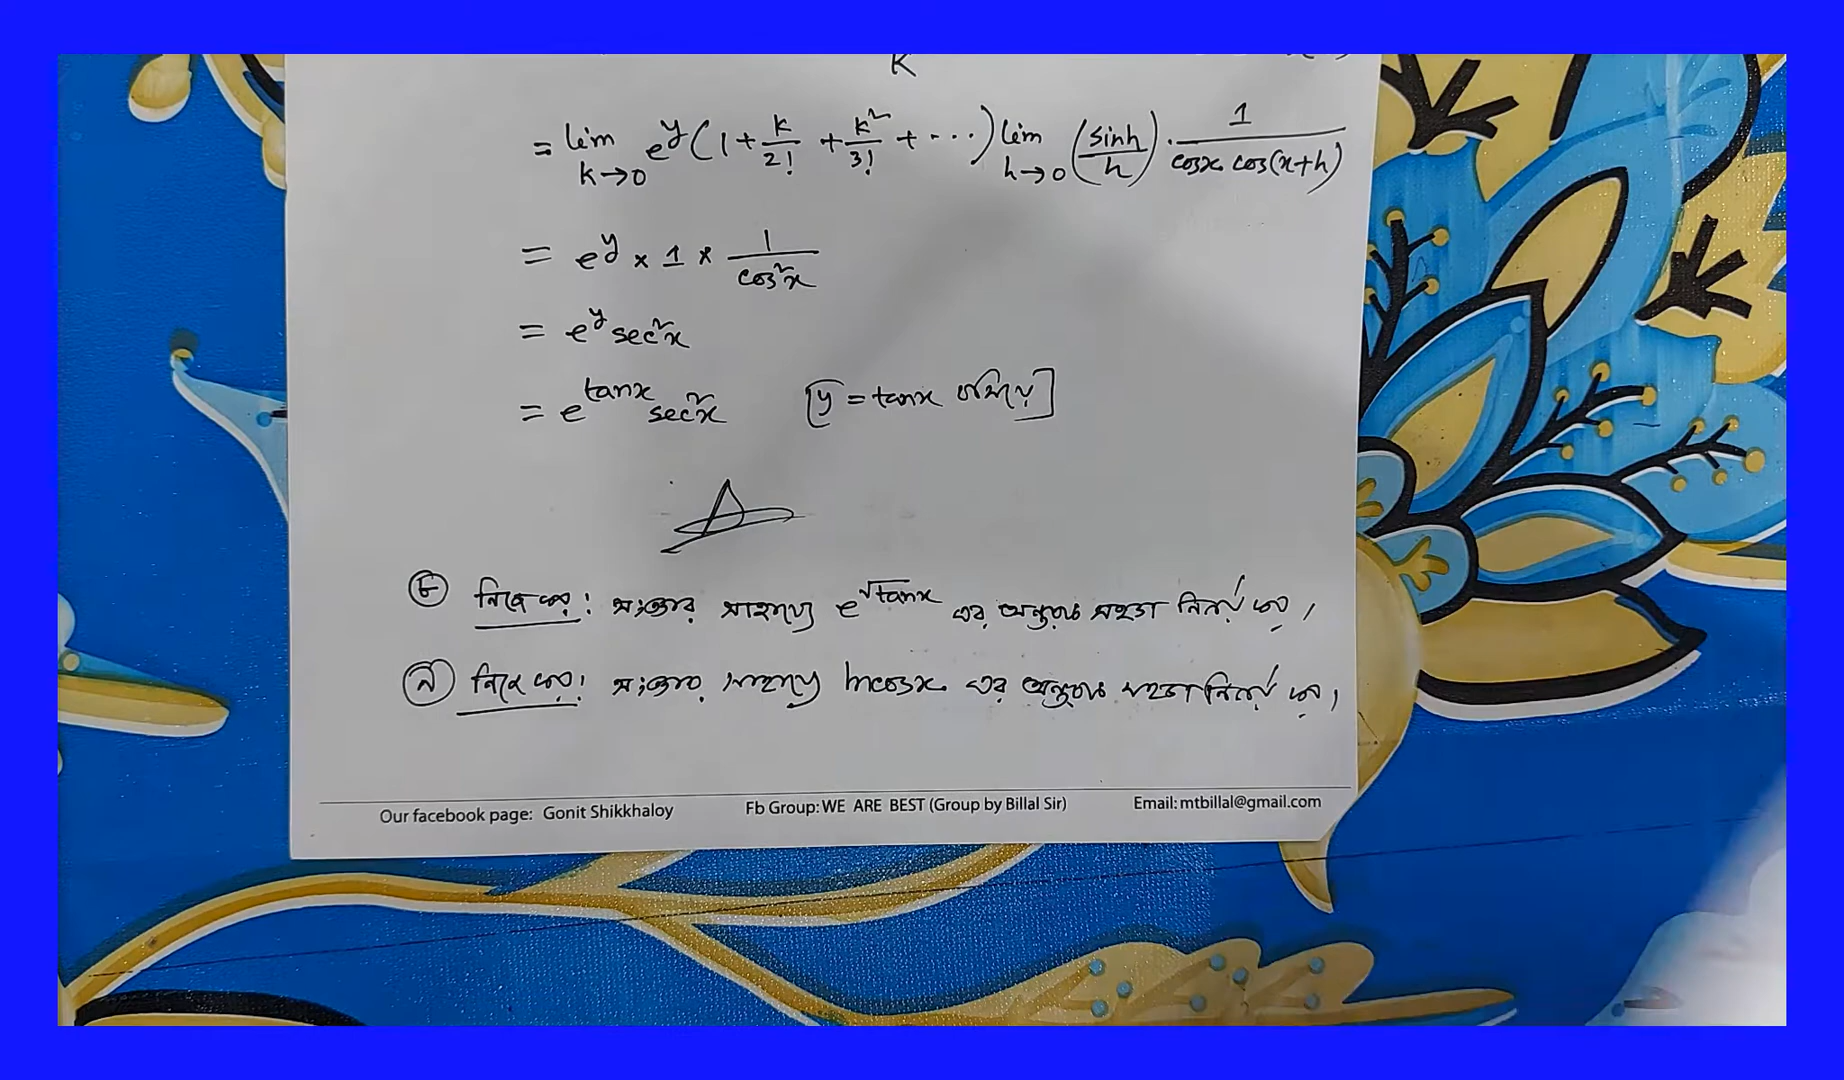 K
= lim k→0 e^y (1 + k/2! + k²/3! + ...) lim h→0 (sinh/h) · 1/(cosx cos(x+h))
= e^y × 1 × 1/cos²x
= e^y sec²x
= e^tanx sec²x [y = tanx বসিয়ে]
৮ নিজে কর: সংজ্ঞার সাহায্যে e^√tanx এর অন্তরজ সহগ নির্ণয় কর।
৯ নিজে কর: সংজ্ঞার সাহায্যে lncosx এর অন্তরজ সহগ নির্ণয় কর।
Our facebook page: Gonit Shikkhaloy Fb Group: WE ARE BEST (Group by Billal Sir) Email: mtbillal@gmail.com